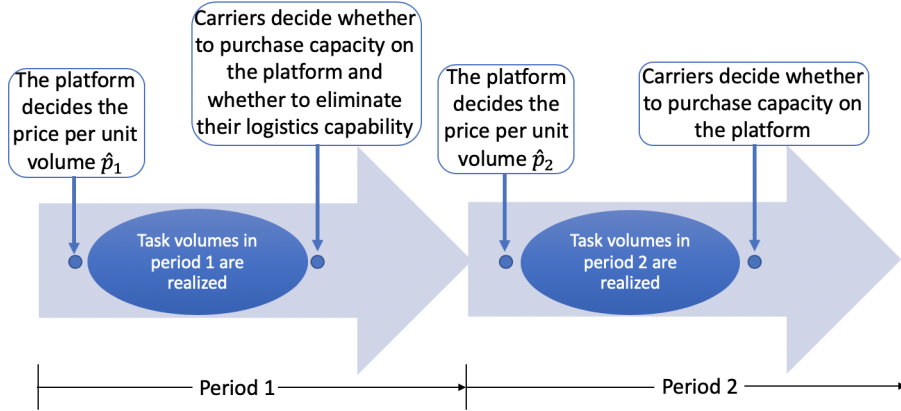 The platform
decides the
price per unit
volume p̂₁
Carriers decide whether
to purchase capacity on
the platform and
whether to eliminate
their logistics capability
The platform
decides the
price per unit
volume p̂₂
Carriers decide whether
to purchase capacity on
the platform
Task volumes in
period 1 are
realized
Task volumes in
period 2 are
realized
Period 1
Period 2